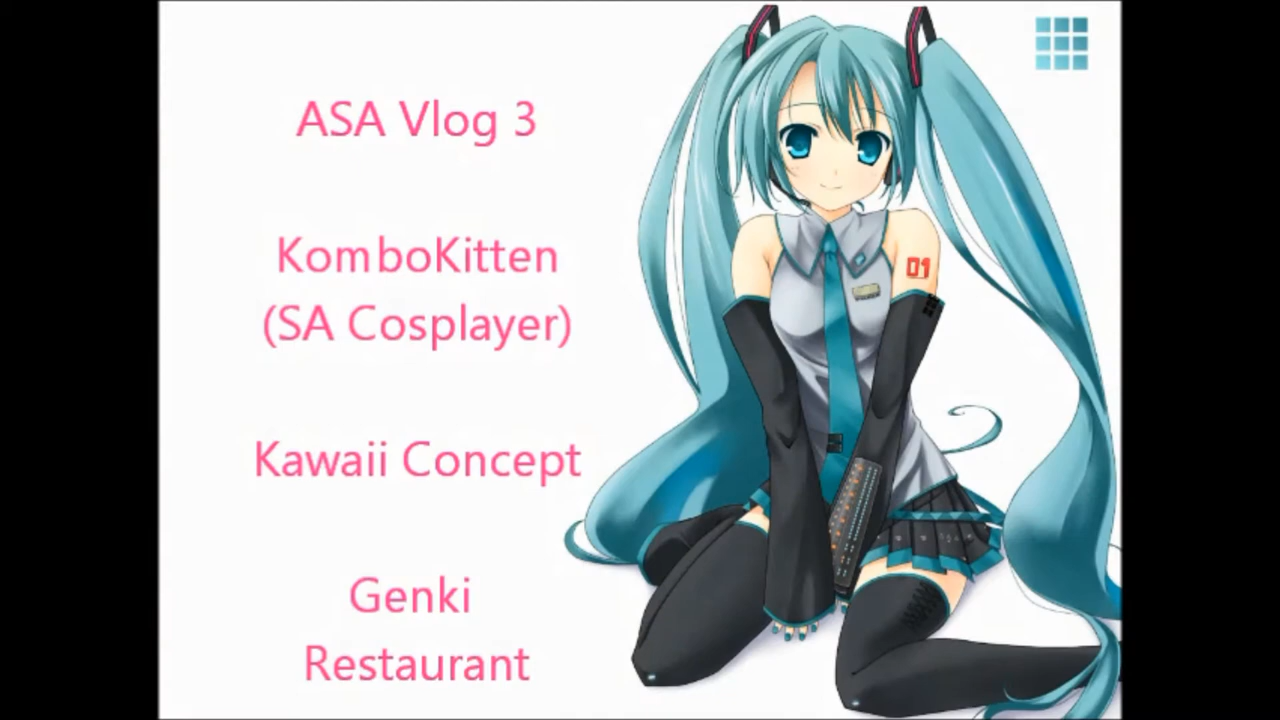 ASA Vlog 3
KomboKitten
(SA Cosplayer)
Kawaii Concept
Genki
Restaurant
01